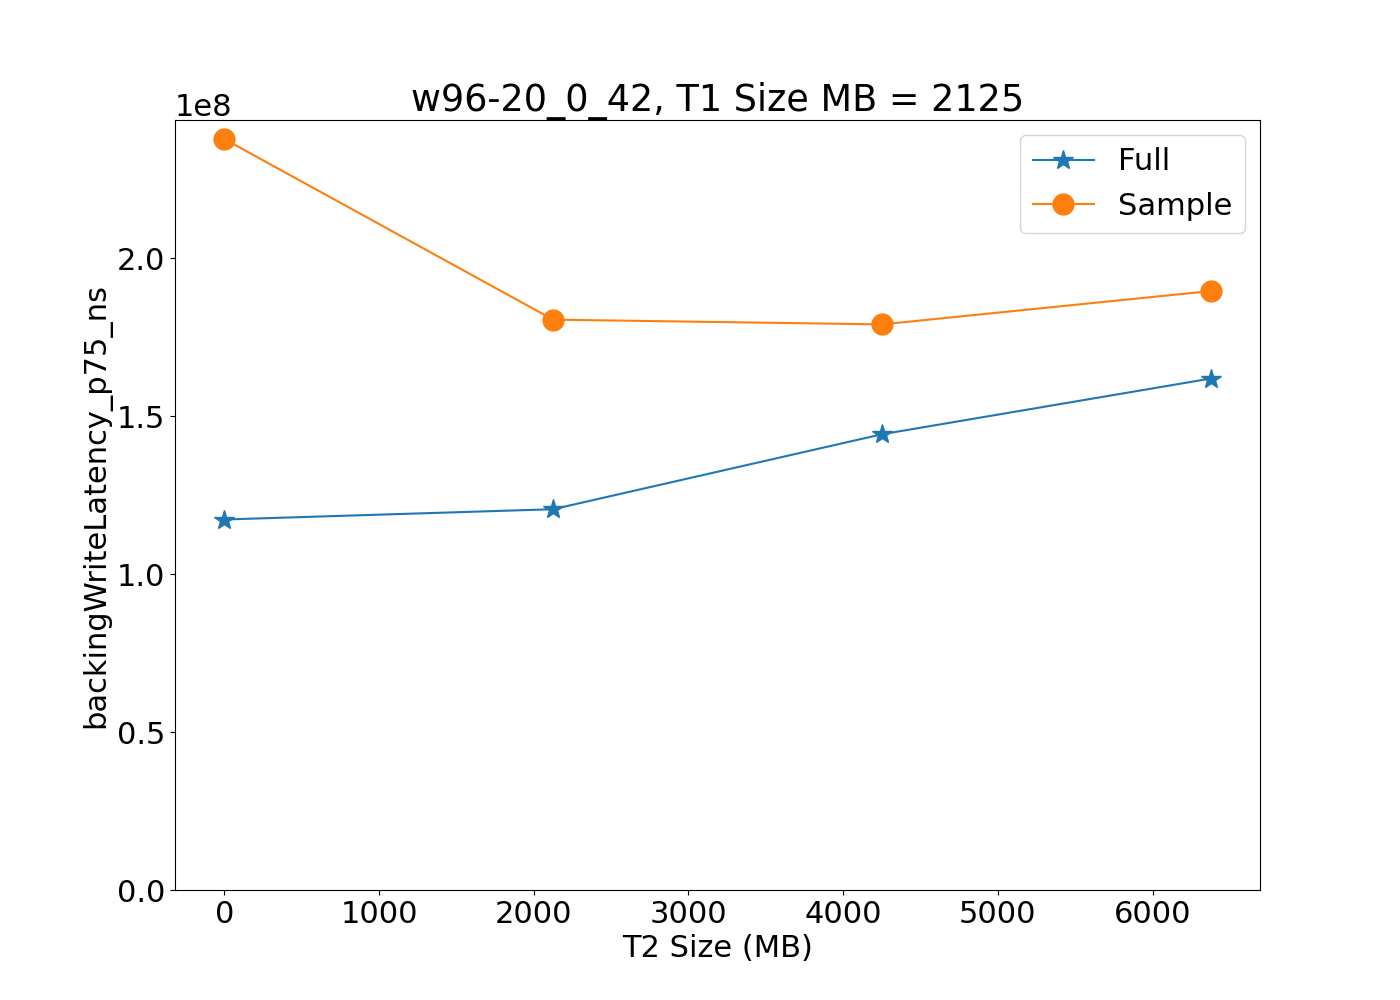 w96-20_0_42, T1 Size MB = 2125
1e8
Full
Sample
2.0
1.5
1.0
0.5
0.0
backingWriteLatency_p75_ns
0 1000 2000 3000 4000 5000 6000
T2 Size (MB)